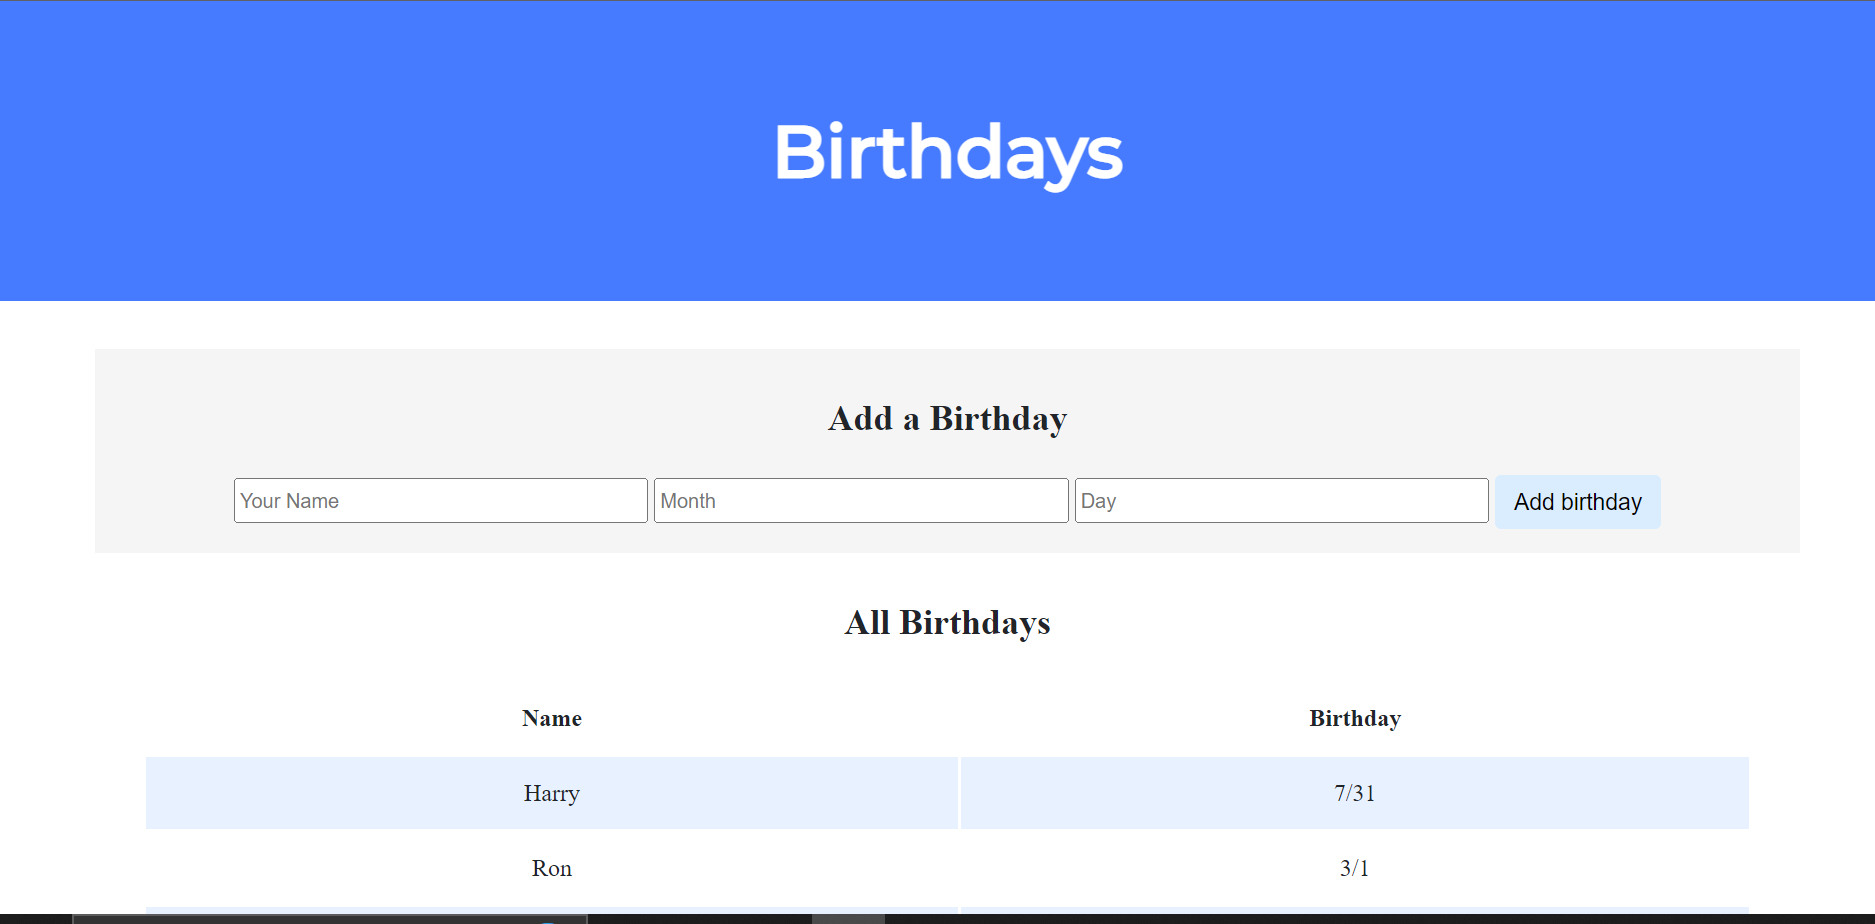 Birthdays
Add a Birthday
Your Name Month Day Add birthday
All Birthdays
Name Birthday
Harry 7/31
Ron 3/1